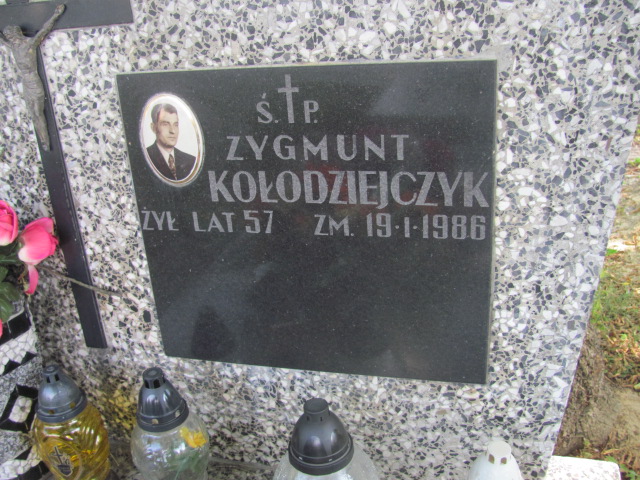 Ś.P.
ZYGMUNT
KOŁODZIEJCZYK
ŻYŁ LAT 57 ZM. 19·1·1986